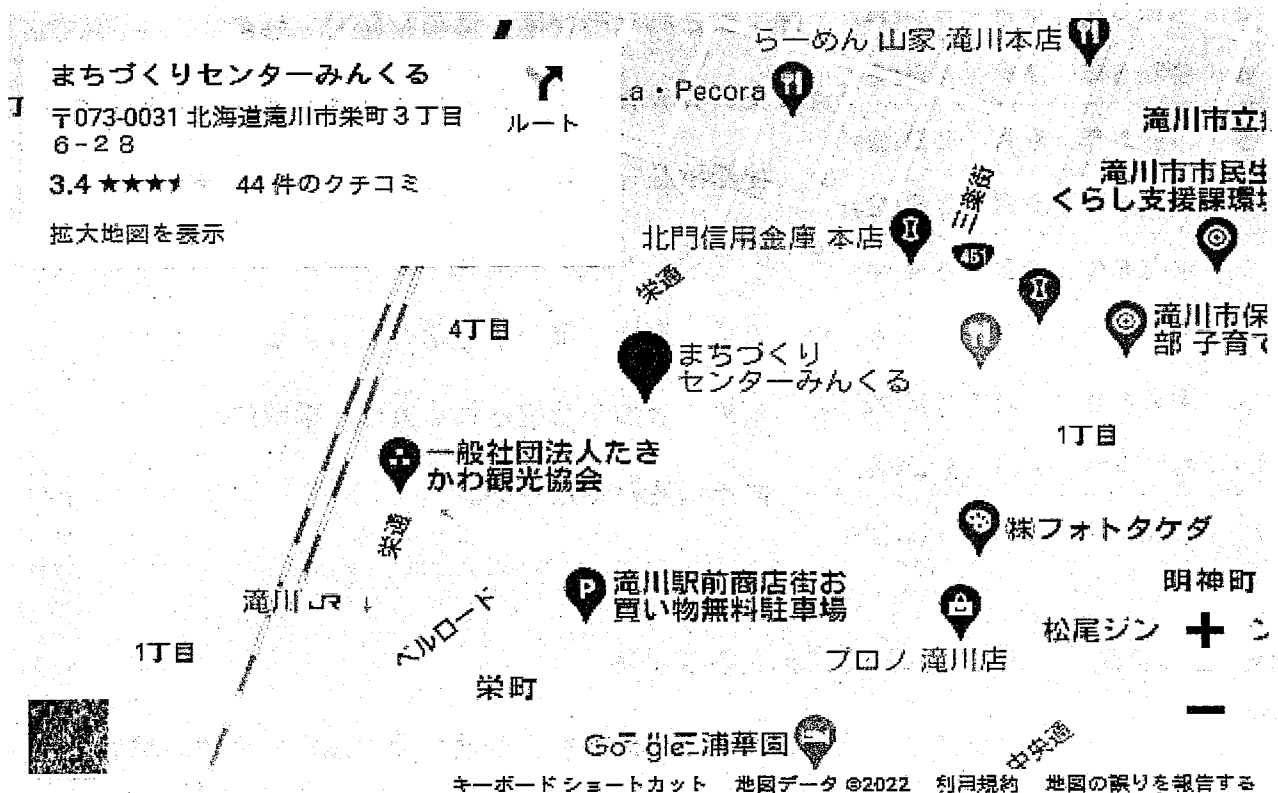 まちづくりセンターみんくる
〒073-0031 北海道滝川市栄町3丁目
6-28
3.4 ★★★ 44 件のクチコミ
拡大地図を表示
ルート
らーめん 山家 滝川本店
La・Pecora
滝川市立
滝川市市民生
くらし支援課環境
三条街
北門信用金庫 本店
451
栄通
4丁目
滝川市保
部 子育て
まちづくり
センターみんくる
1丁目
一般社団法人たき
かわ観光協会
栄通
㈱フォトタケダ
滝川駅前商店街お
買い物無料駐車場
P
明神町
滝川 JR
ベルロード
松尾ジン
+
1丁目
プロノ 滝川店
栄町
−
Google
三浦華園
中央通
キーボード ショートカット 地図データ ©2022 利用規約 地図の誤りを報告する